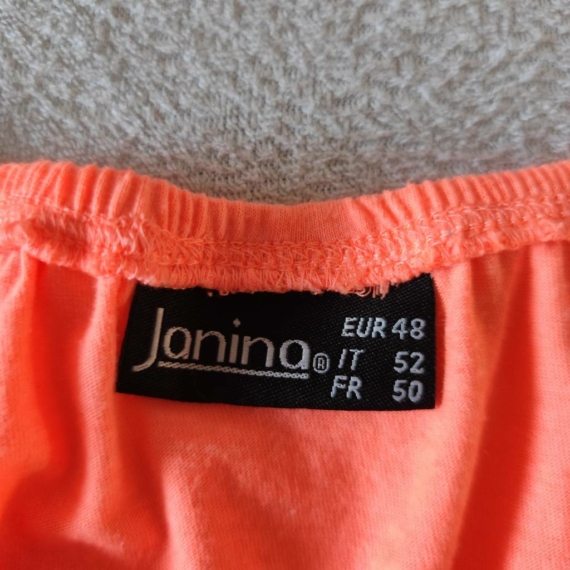 Janina®
EUR 48
IT 52
FR 50